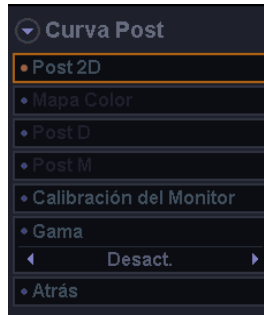 Curva Post
Post 2D
Mapa Color
Post D
Post M
Calibración del Monitor
Gama
Desact.
Atrás